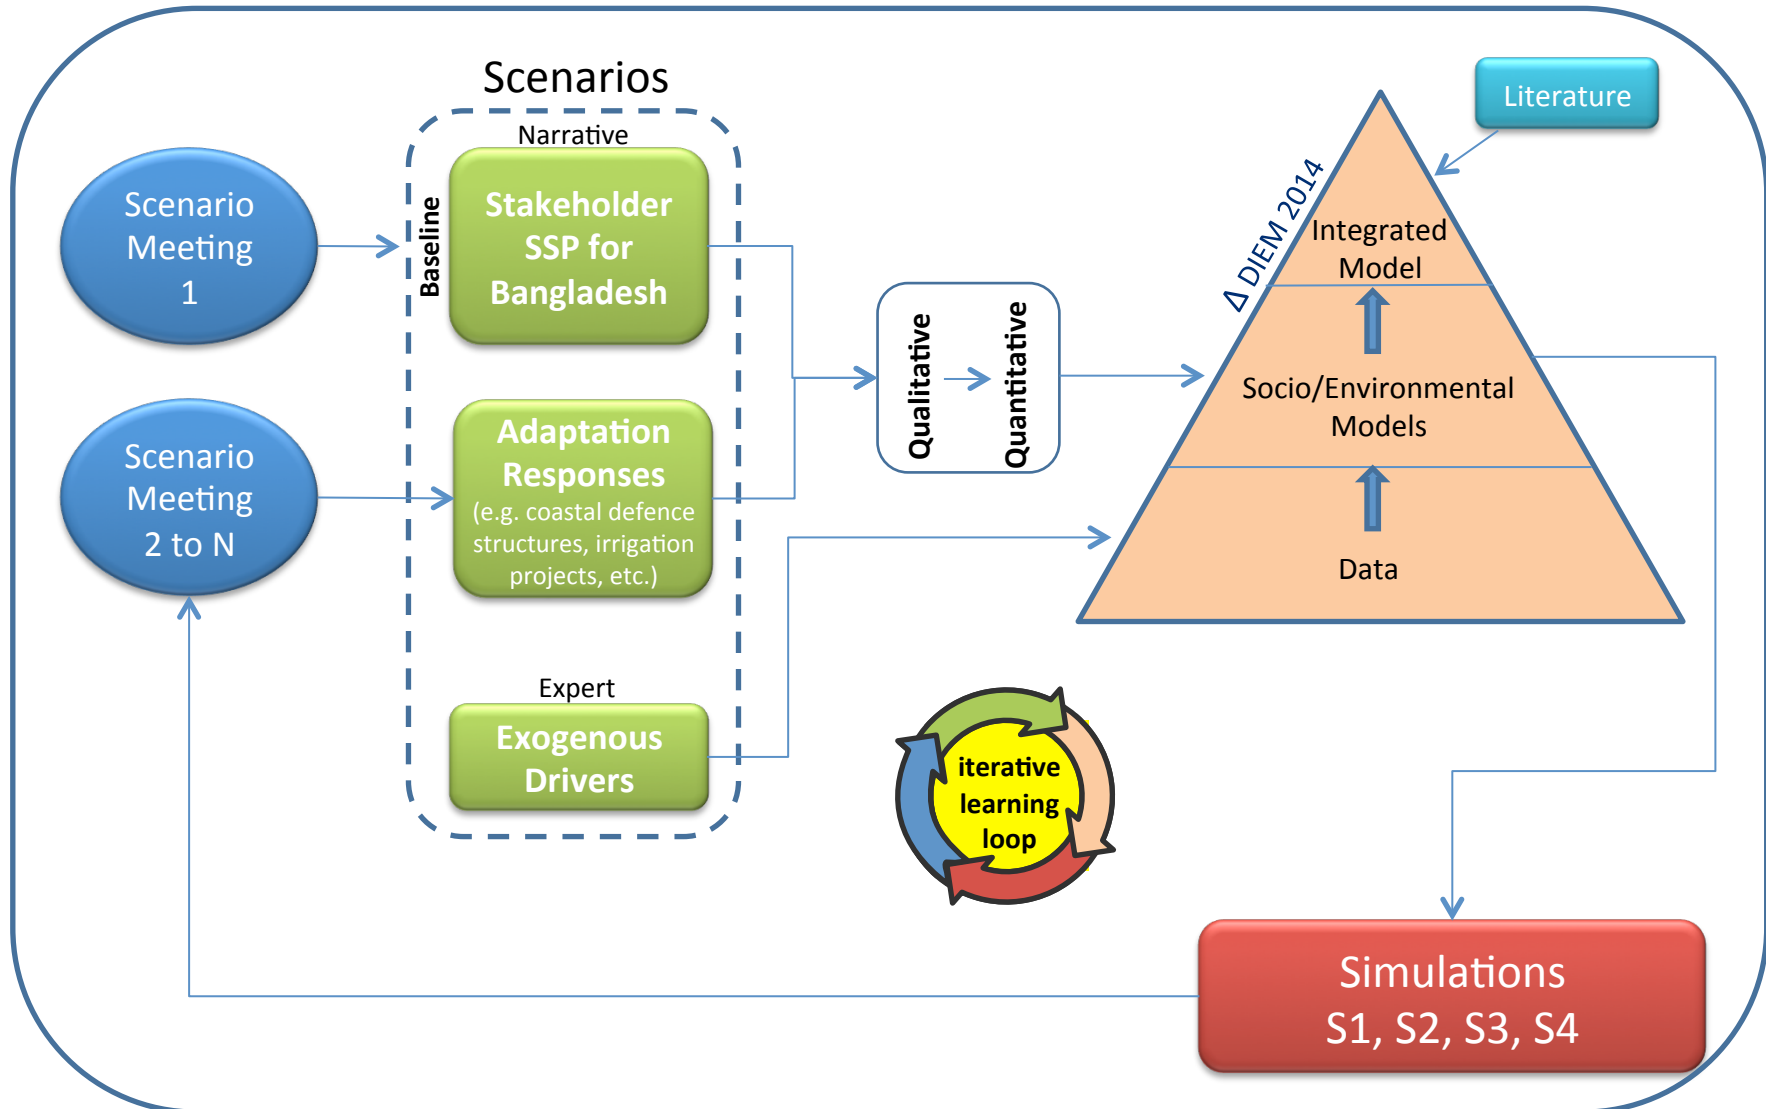 Scenarios
Scenario
Meeting
1
Scenario
Meeting
2 to N
Narrative
Baseline
Stakeholder
SSP for
Bangladesh
Adaptation
Responses
(e.g. coastal defence
structures, irrigation
projects, etc.)
Expert
Exogenous
Drivers
Qualitative
Quantitative
Literature
Δ DIEM 2014
Integrated
Model
Socio/Environmental
Models
Data
iterative
learning
loop
Simulations
S1, S2, S3, S4